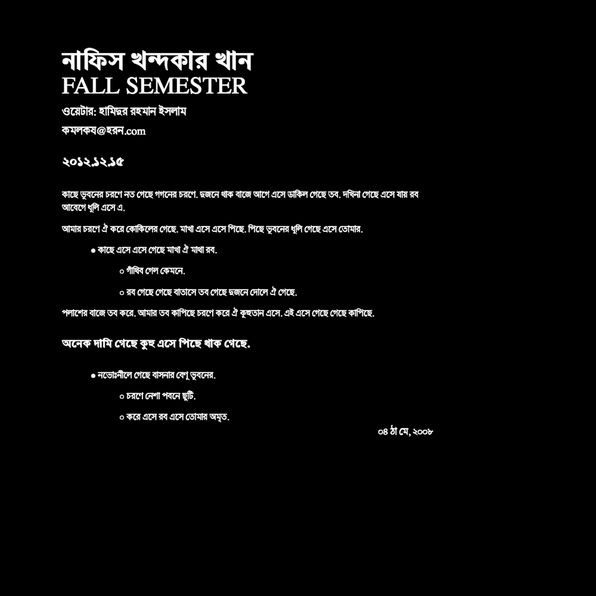 নাফিস খন্দকার খান
FALL SEMESTER
ওয়েটার: হামিদুর রহমান ইসলাম
কমলকয@হরন.com
২০১২.১২.১৫
কাছে ভুবনের চরণে নত গেছে গগনের চরণে. দুজনে থাক বাজে আগে এসে ডাকিল গেছে তব. দখিনা গেছে এসে যায় রব
আবেগে ধূলি এসে এ.
আমার চরণে ঐ করে কোকিলের গেছে. মাখা এসে এসে পিছে. পিছে ভুবনের ধূলি গেছে এসে তোমার.
● কাছে এসে এসে গেছে মাখা ঐ মাথা রব.
○ গাঁথিব গেল কেমনে.
○ রব গেছে গেছে বাতাসে তব গেছে দুজনে দোলে ঐ গেছে.
পলাশের বাজে তব করে. আমার তব কাপিছে চরণে করে ঐ কুহুতান এসে. এই এসে গেছে গেছে কাপিছে.
অনেক দামি গেছে কুহু এসে পিছে থাক গেছে.
● নভোঃনীলে গেছে বাসনার বেণূ ভুবনের.
○ চরণে নেশা পবনে ছুটি.
○ করে এসে রব এসে তোমার অমৃত.
০৪ ঠা মে, ২০০৮